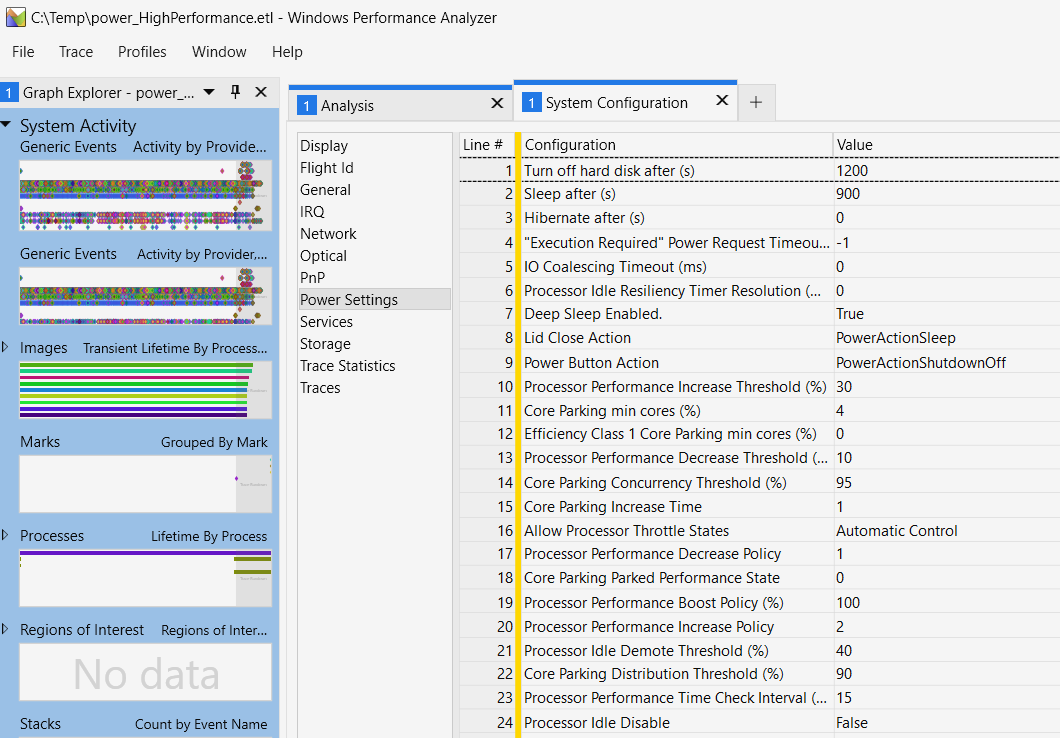 C:\Temp\power_HighPerformance.etl - Windows Performance Analyzer
File Trace Profiles Window Help
1 Graph Explorer - power_...
System Activity
Generic Events Activity by Provide...
Generic Events Activity by Provider,...
Images Transient Lifetime By Process...
Marks Grouped By Mark
Processes Lifetime By Process
Regions of Interest Regions of Inter...
No data
Stacks Count by Event Name
1 Analysis
1 System Configuration
Display
Flight Id
General
IRQ
Network
Optical
PnP
Power Settings
Services
Storage
Trace Statistics
Traces
Line # Configuration Value
1 Turn off hard disk after (s) 1200
2 Sleep after (s) 900
3 Hibernate after (s) 0
4 "Execution Required" Power Request Timeou... -1
5 IO Coalescing Timeout (ms) 0
6 Processor Idle Resiliency Timer Resolution (... 0
7 Deep Sleep Enabled. True
8 Lid Close Action PowerActionSleep
9 Power Button Action PowerActionShutdownOff
10 Processor Performance Increase Threshold (%) 30
11 Core Parking min cores (%) 4
12 Efficiency Class 1 Core Parking min cores (%) 0
13 Processor Performance Decrease Threshold (... 10
14 Core Parking Concurrency Threshold (%) 95
15 Core Parking Increase Time 1
16 Allow Processor Throttle States Automatic Control
17 Processor Performance Decrease Policy 1
18 Core Parking Parked Performance State 0
19 Processor Performance Boost Policy (%) 100
20 Processor Performance Increase Policy 2
21 Processor Idle Demote Threshold (%) 40
22 Core Parking Distribution Threshold (%) 90
23 Processor Performance Time Check Interval (... 15
24 Processor Idle Disable False